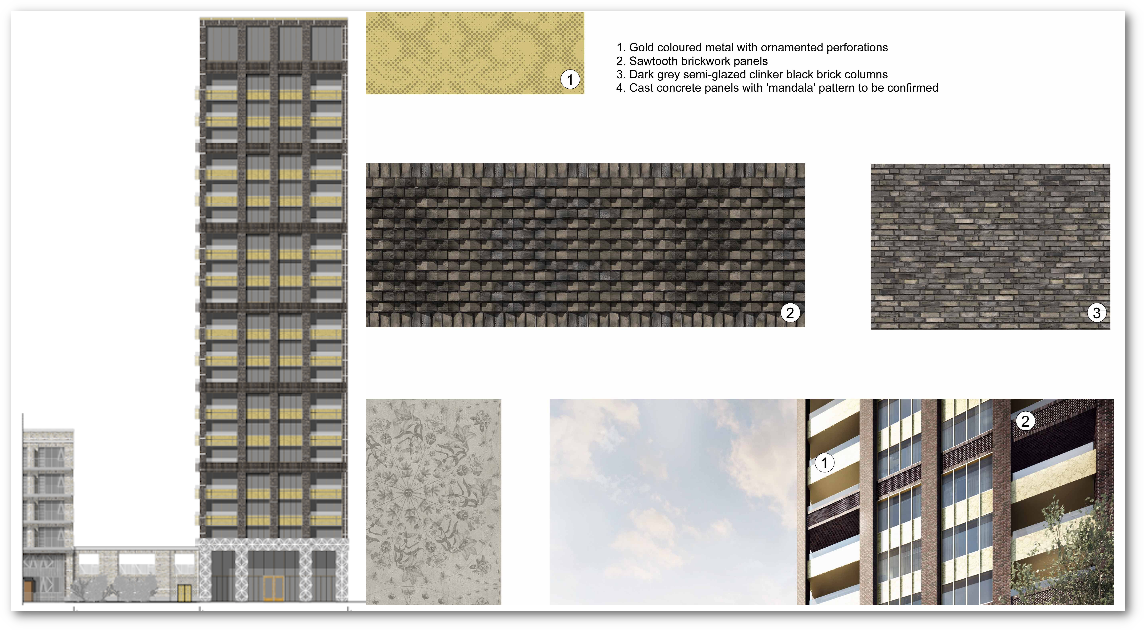 1. Gold coloured metal with ornamented perforations
2. Sawtooth brickwork panels
3. Dark grey semi-glazed clinker black brick columns
4. Cast concrete panels with 'mandala' pattern to be confirmed
1
2
3
2
1